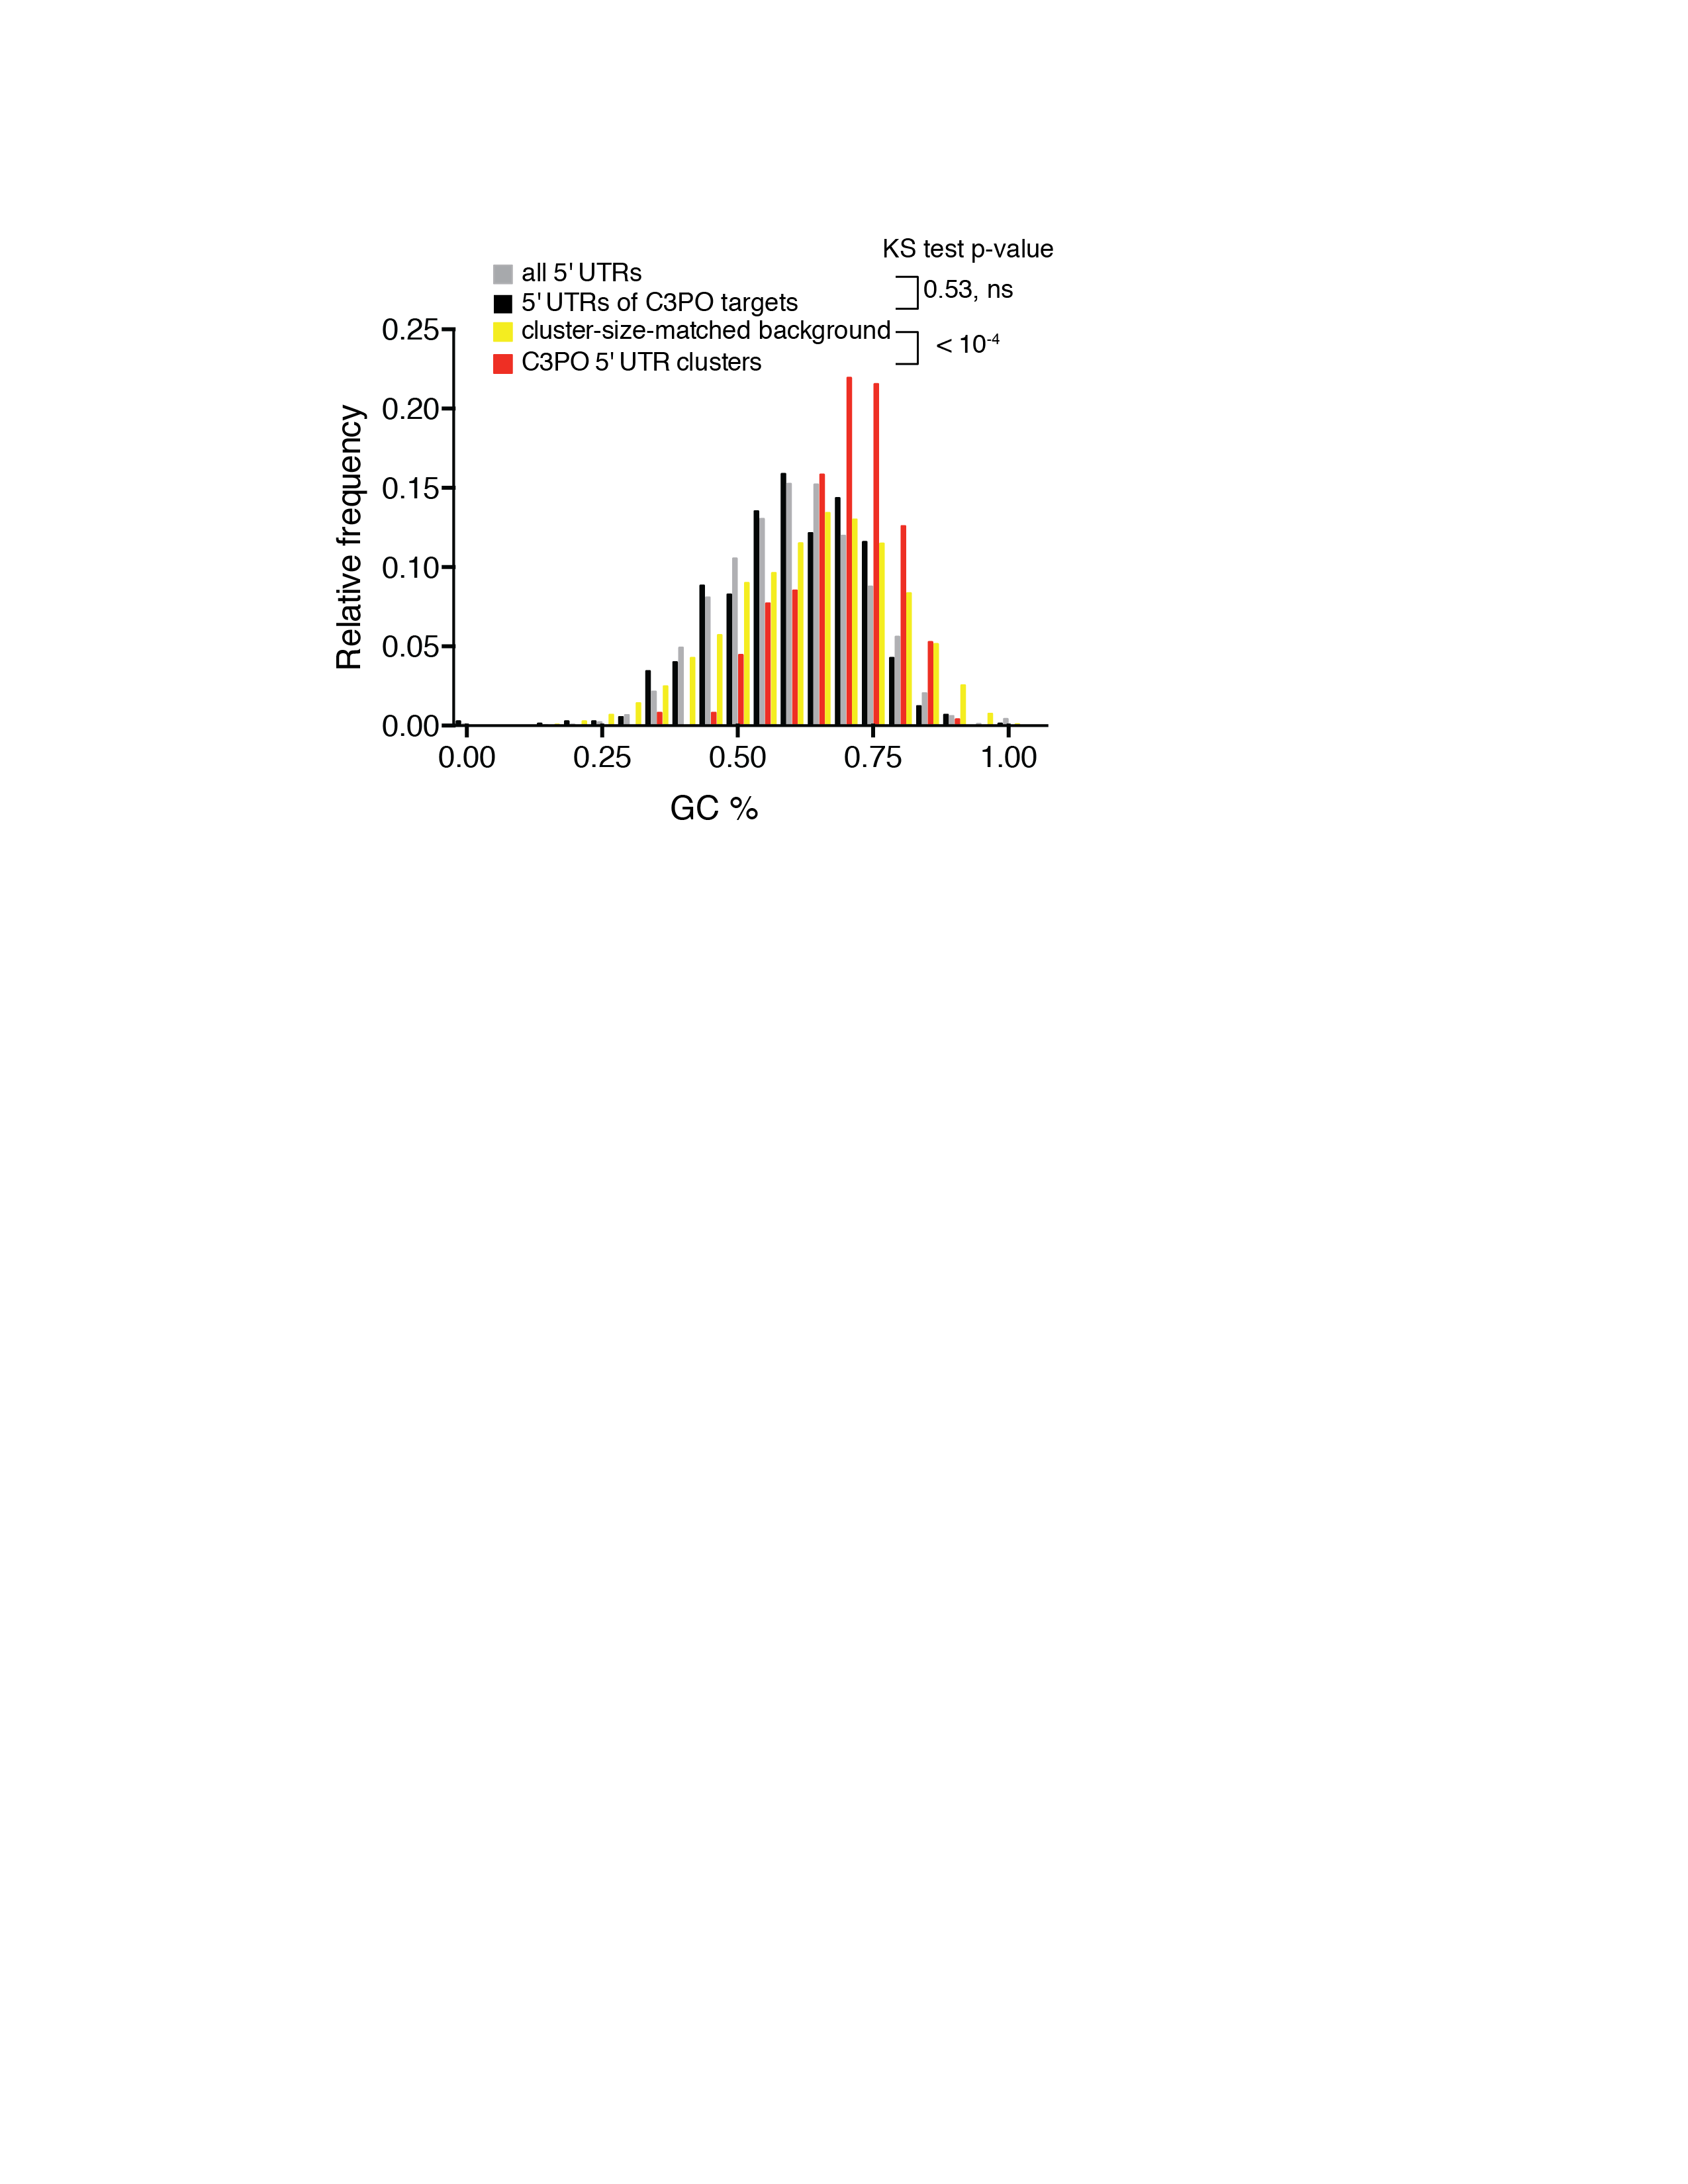 KS test p-value
all 5' UTRs
0.53, ns
5' UTRs of C3PO targets
cluster-size-matched background
< 10-4
C3PO 5' UTR clusters
0.25
0.20
0.15
0.10
0.05
0.00
Relative frequency
0.00 0.25 0.50 0.75 1.00
GC %